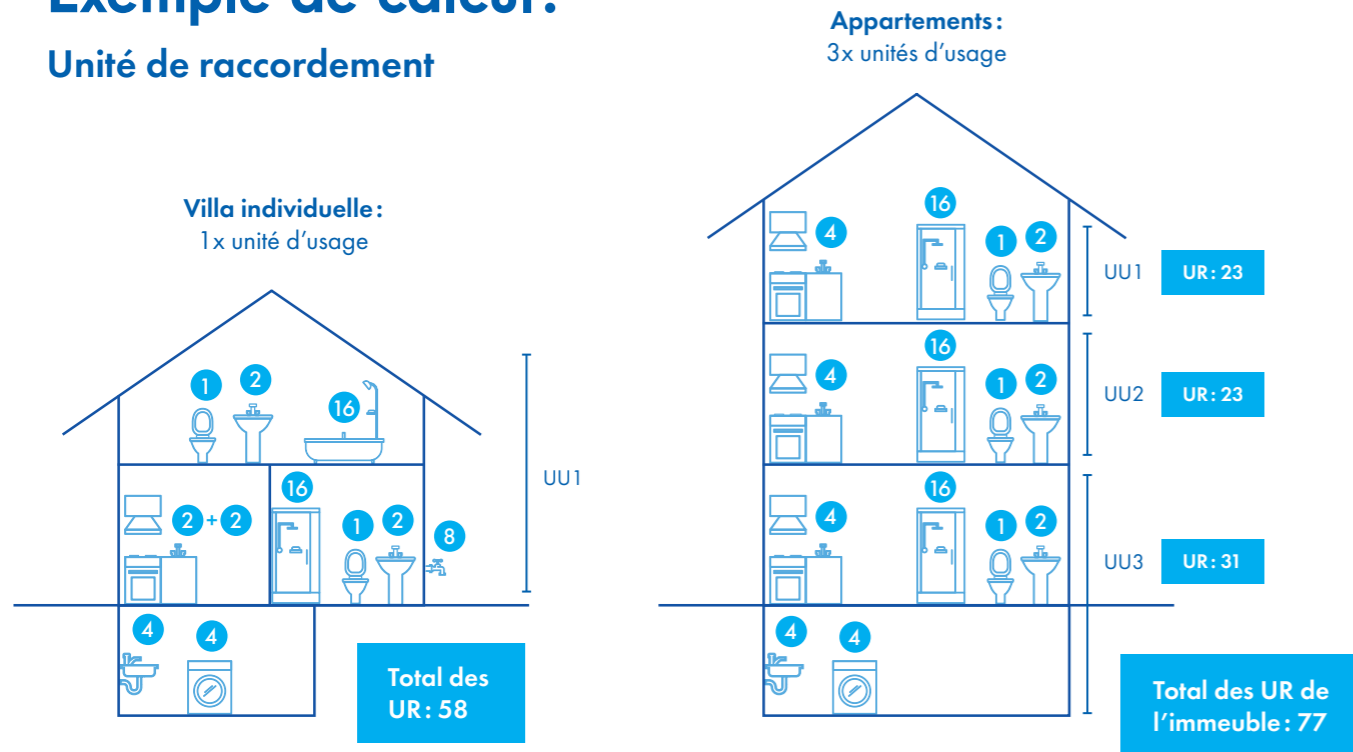 Exemple de calcul:
Unité de raccordement
Villa individuelle:
1x unité d'usage
1
2
16
2 + 2
16
1
2
8
4
4
UU1
Total des
UR: 58
Appartements:
3x unités d'usage
4
16
1
2
UU1
UR: 23
4
16
1
2
UU2
UR: 23
4
16
1
2
UU3
UR: 31
4
4
Total des UR de
l'immeuble: 77